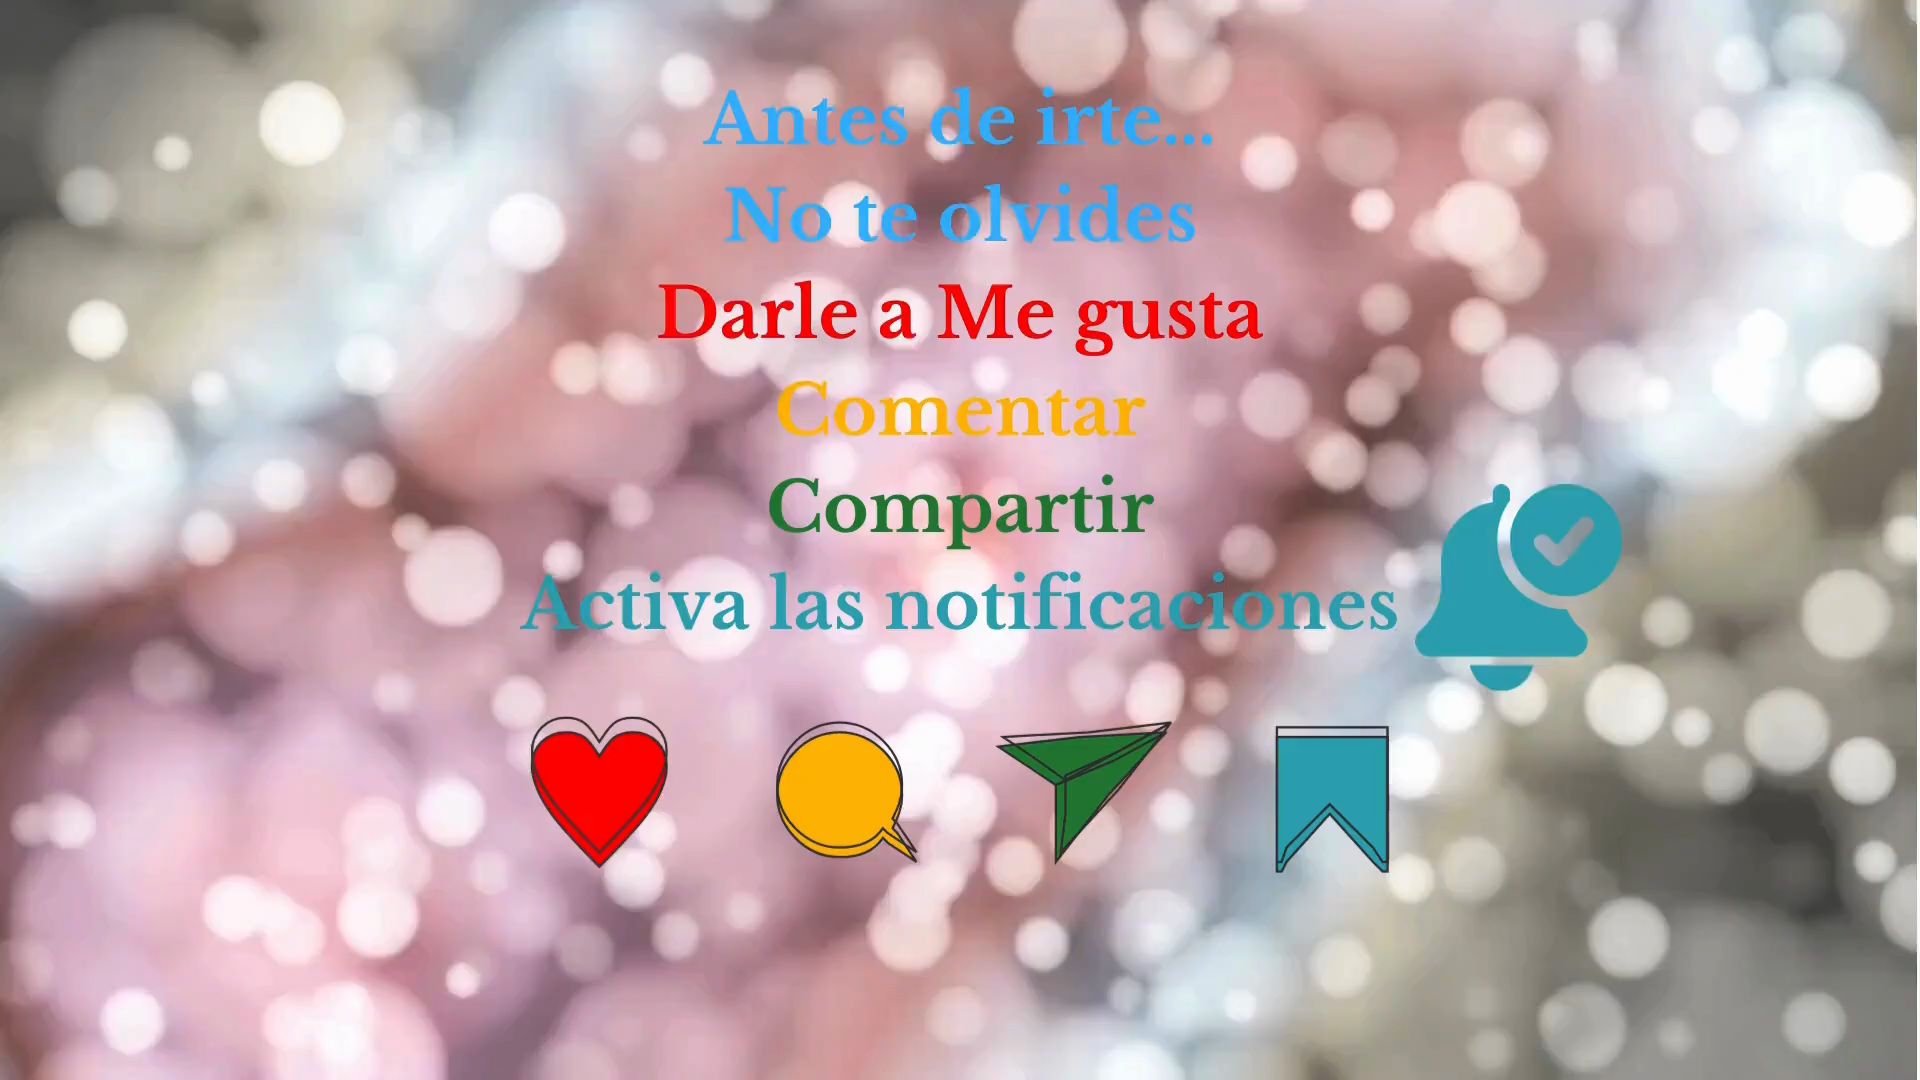 Antes de irte...
No te olvides
Darle a Me gusta
Comentar
Compartir
Activa las notificaciones